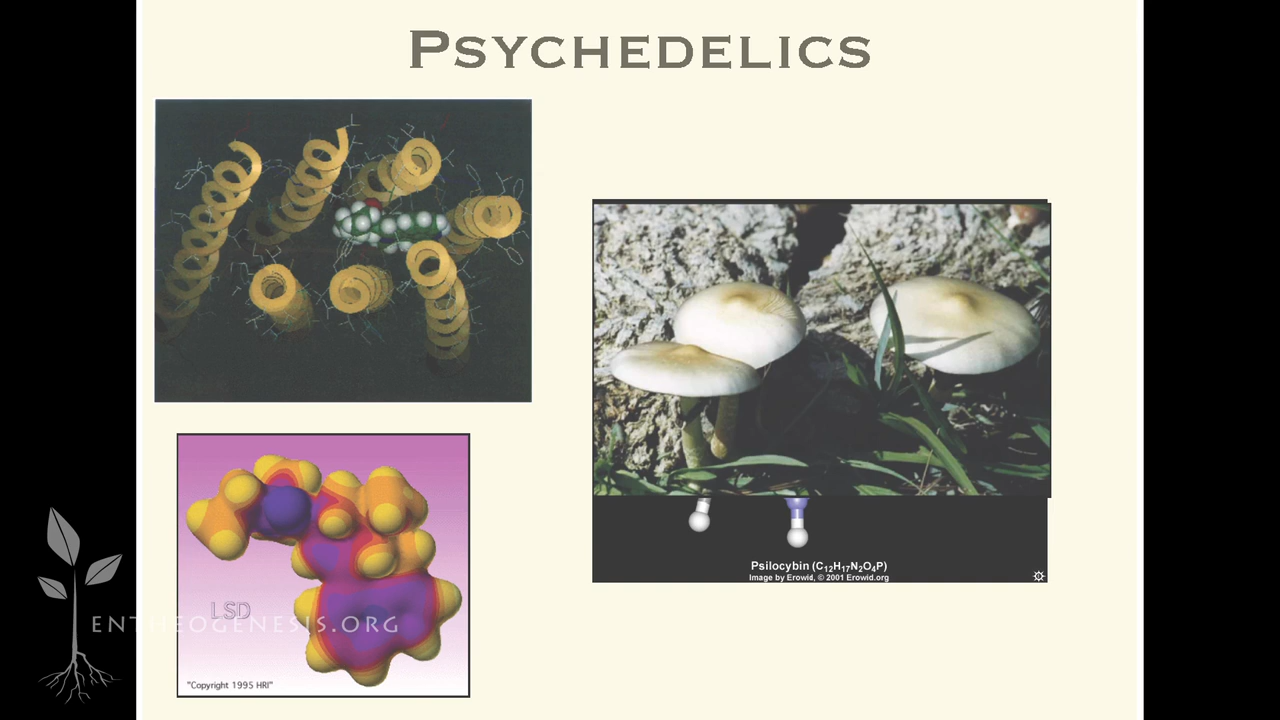 PSYCHEDELICS
Psilocybin (C₁₂H₁₇N₂O₄P)
Image by Erowid, © 2001 Erowid.org
LSD
ENTHEOGENESIS.ORG
"Copyright 1995 HRI"